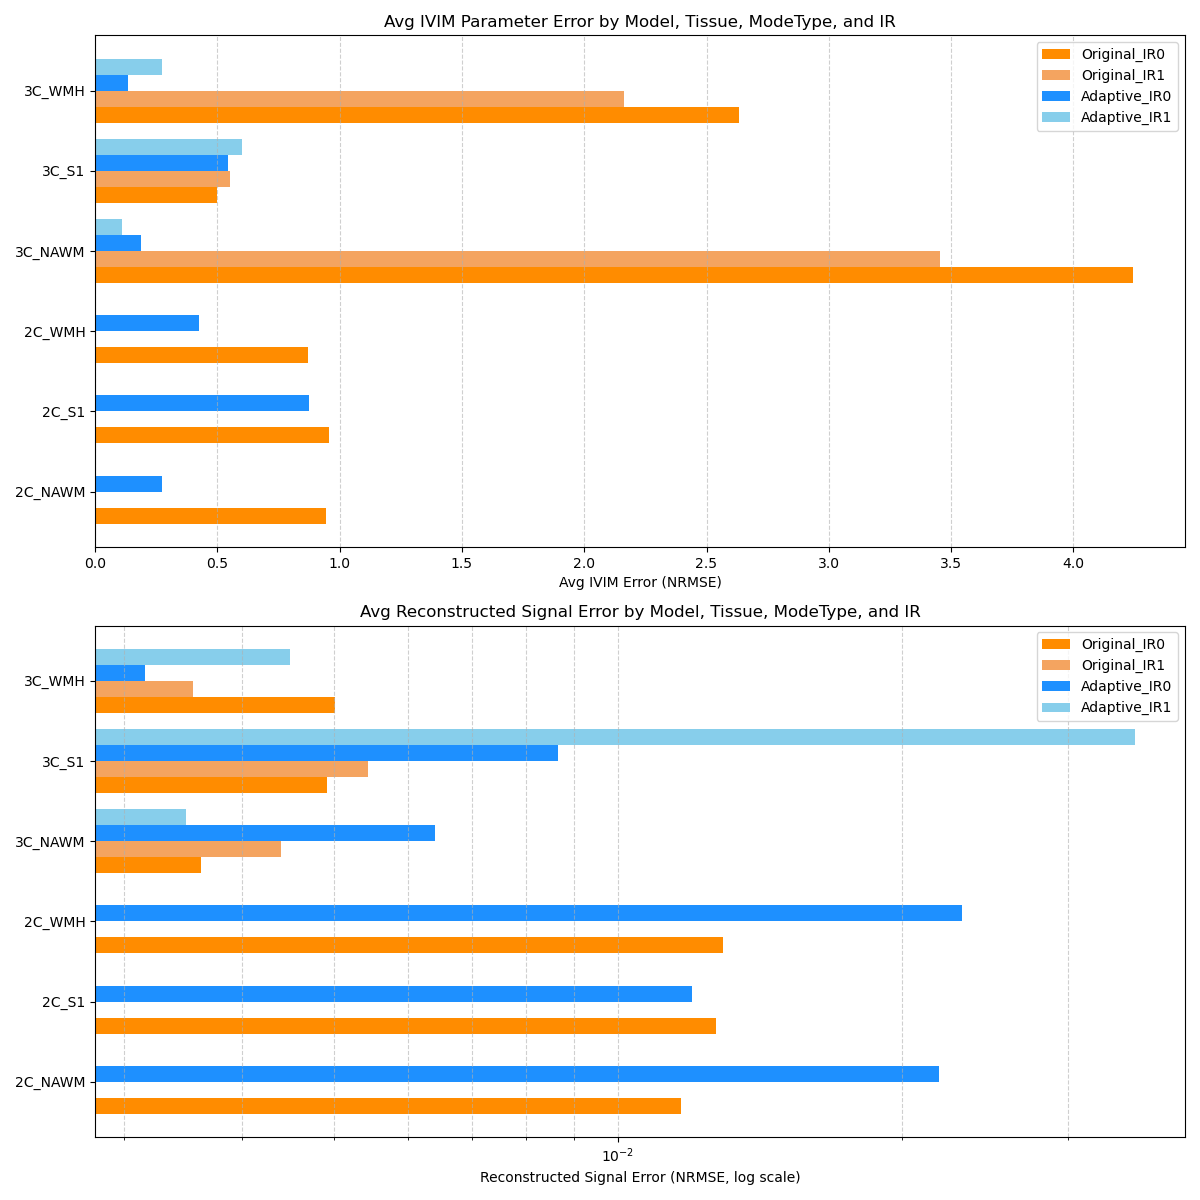 Avg IVIM Parameter Error by Model, Tissue, ModeType, and IR
Original_IR0
Original_IR1
Adaptive_IR0
Adaptive_IR1
3C_WMH
3C_S1
3C_NAWM
2C_WMH
2C_S1
2C_NAWM
0.0 0.5 1.0 1.5 2.0 2.5 3.0 3.5 4.0
Avg IVIM Error (NRMSE)
Avg Reconstructed Signal Error by Model, Tissue, ModeType, and IR
Original_IR0
Original_IR1
Adaptive_IR0
Adaptive_IR1
3C_WMH
3C_S1
3C_NAWM
2C_WMH
2C_S1
2C_NAWM
10⁻²
Reconstructed Signal Error (NRMSE, log scale)